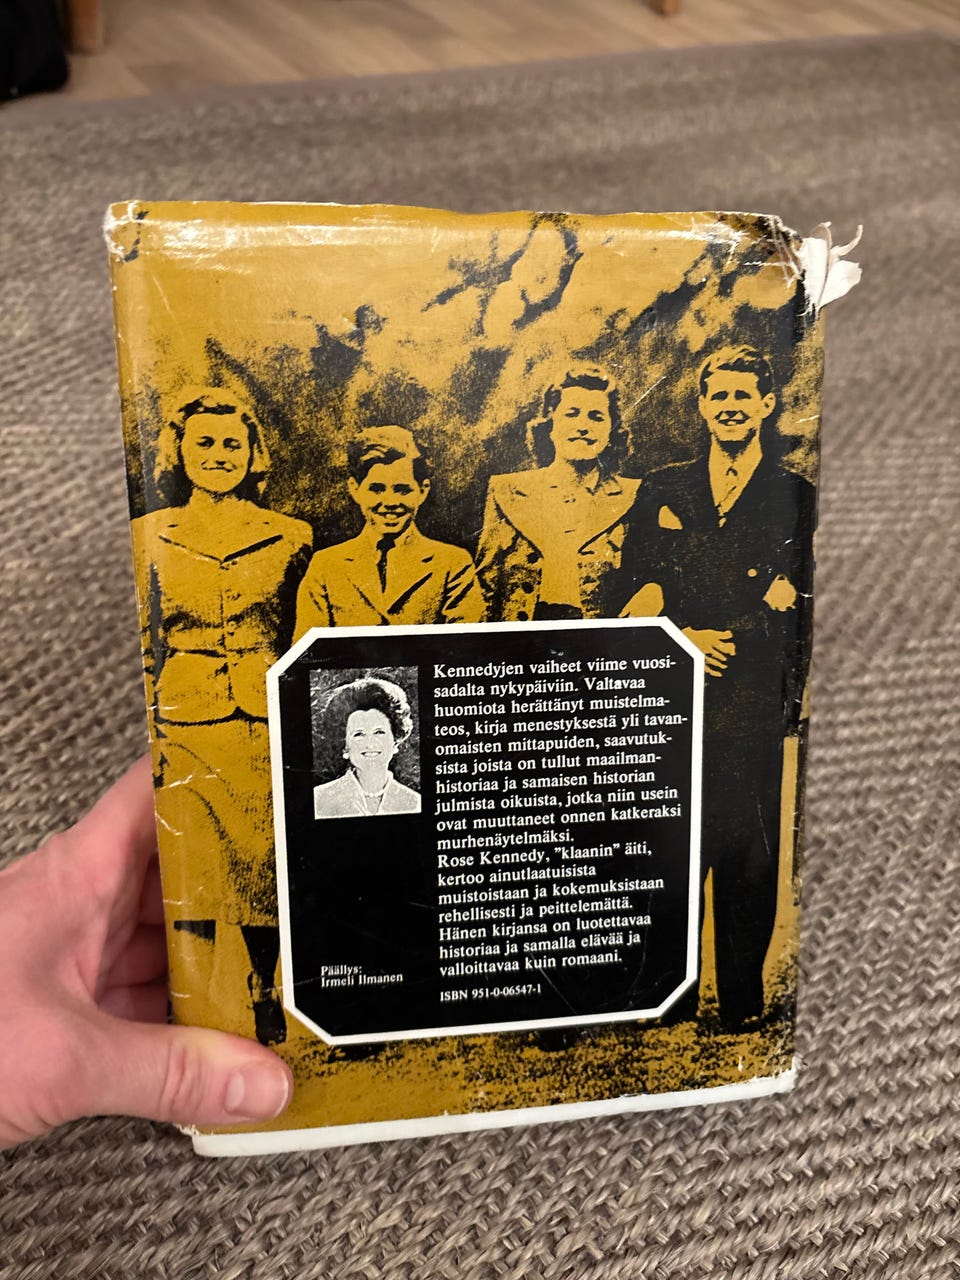 Kennedyjen vaiheet viime vuosi-
sadalta nykypäiviin. Valtavaa
huomiota herättänyt muistelma-
teos, kirja menestyksestä yli tavan-
omaisten mittapuiden, saavutuk-
sista joista on tullut maailman-
historiaa ja samaisen historian
julmista oikuista, jotka niin usein
ovat muuttaneet onnen katkeraksi
murhenäytelmäksi.
Rose Kennedy, ”klaanin” äiti,
kertoo ainutlaatuisista
muistoistaan ja kokemuksistaan
rehellisesti ja peittelemättä.
Hänen kirjansa on luotettavaa
historiaa ja samalla elävää ja
valloittavaa kuin romaani.
ISBN 951-0-06547-1
Päällys:
Irmeli Ilmanen